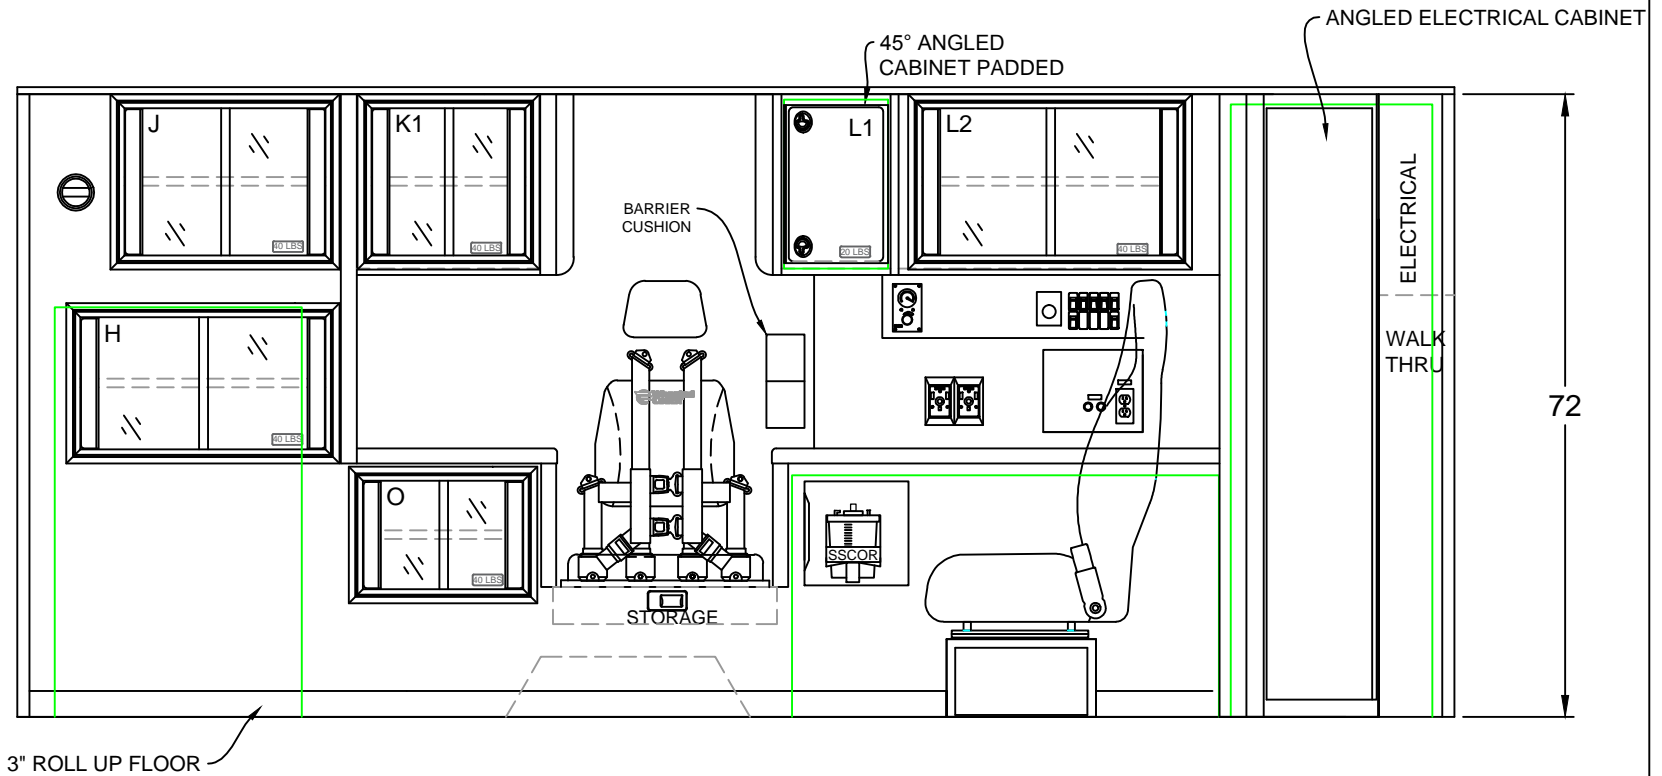 ANGLED ELECTRICAL CABINET
45° ANGLED
CABINET PADDED
J
K1
L1
L2
40 LBS
40 LBS
20 LBS
40 LBS
ELECTRICAL
BARRIER
CUSHION
H
40 LBS
WALK
THRU
72
O
40 LBS
SSCOR
STORAGE
3" ROLL UP FLOOR